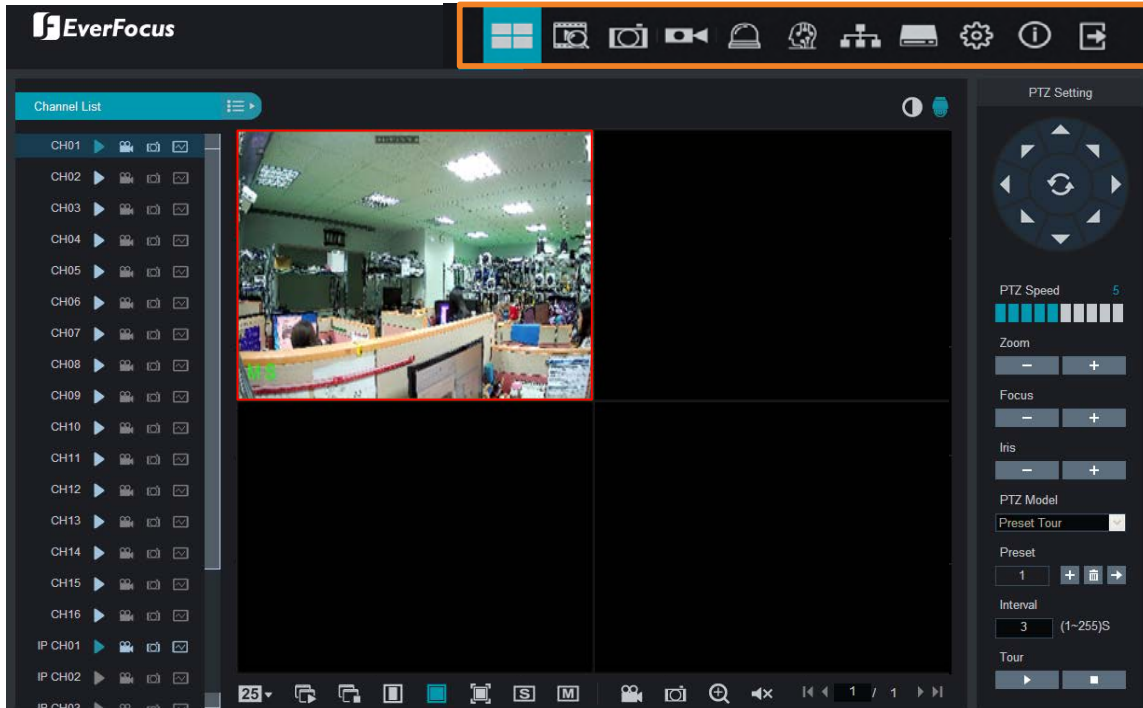 EverFocus
Channel List
CH01
CH02
CH03
CH04
CH05
CH06
CH07
CH08
CH09
CH10
CH11
CH12
CH13
CH14
CH15
CH16
IP CH01
IP CH02
IP CH03
M S
25
S
M
1 / 1
PTZ Setting
PTZ Speed 5
Zoom
- +
Focus
- +
Iris
- +
PTZ Model
Preset Tour
Preset
1
Interval
3 (1~255)S
Tour